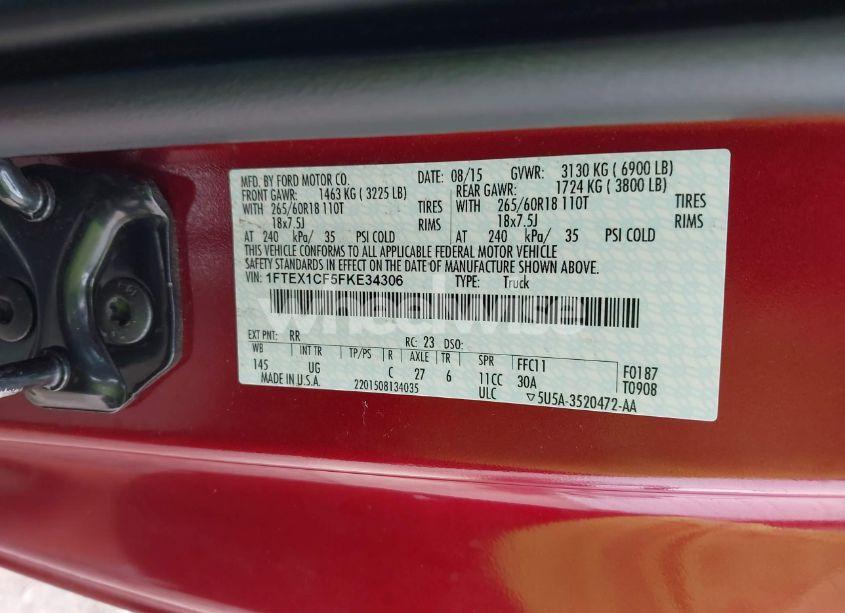 MFD. BY FORD MOTOR CO. DATE: 08/15 GVWR: 3130 KG ( 6900 LB)
FRONT GAWR: 1463 KG ( 3225 LB) REAR GAWR: 1724 KG ( 3800 LB)
WITH 265/60R18 110T TIRES WITH 265/60R18 110T TIRES
18x7.5J RIMS 18x7.5J RIMS
AT 240 kPa/ 35 PSI COLD AT 240 kPa/ 35 PSI COLD
THIS VEHICLE CONFORMS TO ALL APPLICABLE FEDERAL MOTOR VEHICLE
SAFETY STANDARDS IN EFFECT ON THE DATE OF MANUFACTURE SHOWN ABOVE.
VIN: 1FTEX1CF5FKE34306 TYPE: Truck
wheelwise
EXT PNT: RR RC: 23 DSO:
WB INT TR TP/PS R AXLE TR SPR FFC11 F0187
145 UG C 27 6 11CC 30A T0908
MADE IN U.S.A. 2201508134035 ULC ▽5U5A-3520472-AA